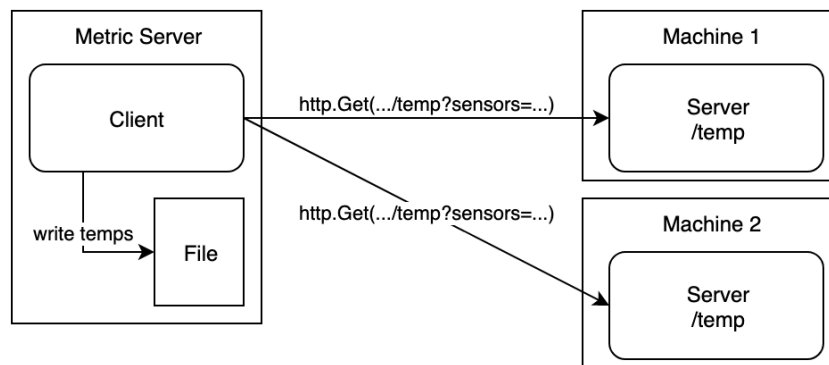 Metric Server
Client
write temps
File
http.Get(.../temp?sensors=...)
http.Get(.../temp?sensors=...)
Machine 1
Server
/temp
Machine 2
Server
/temp